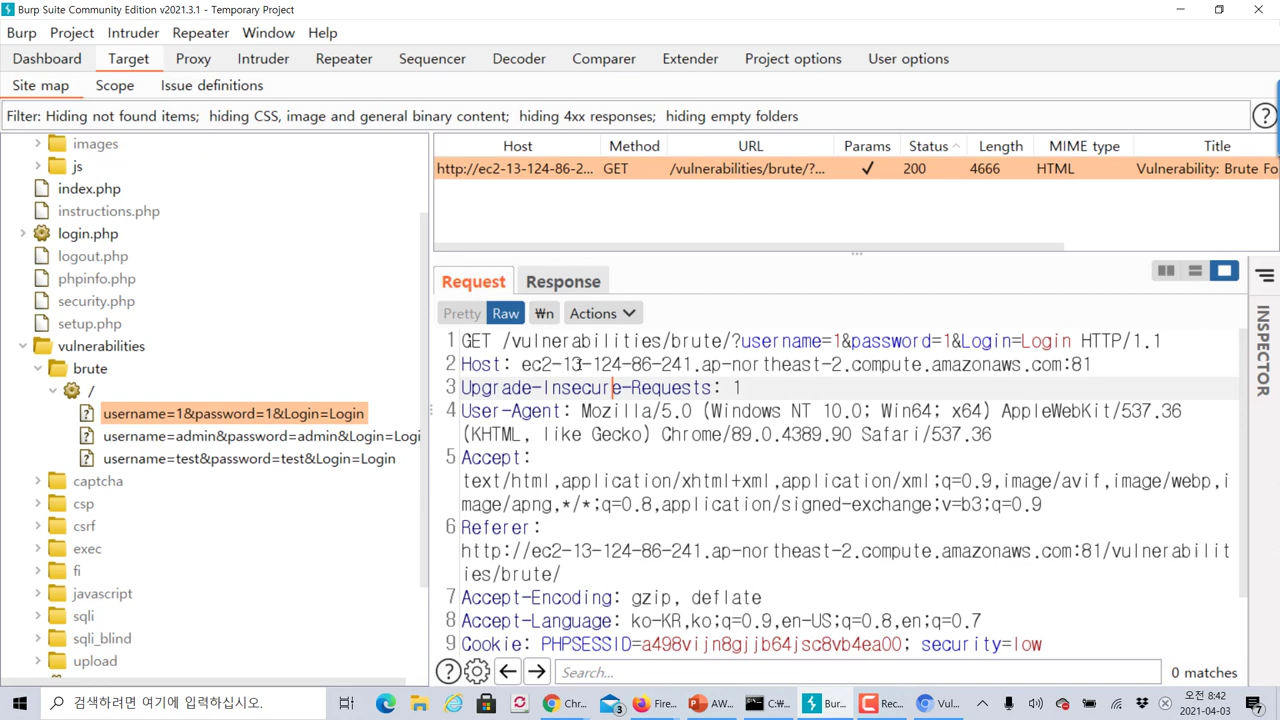 Burp Suite Community Edition v2021.3.1 - Temporary Project
Burp Project Intruder Repeater Window Help
Dashboard Target Proxy Intruder Repeater Sequencer Decoder Comparer Extender Project options User options
Site map Scope Issue definitions
Filter: Hiding not found items; hiding CSS, image and general binary content; hiding 4xx responses; hiding empty folders ?
images
js
index.php
instructions.php
login.php
logout.php
phpinfo.php
security.php
setup.php
vulnerabilities
brute
/
username=1&password=1&Login=Login
username=admin&password=admin&Login=Logi
username=test&password=test&Login=Login
captcha
csp
csrf
exec
fi
javascript
sqli
sqli_blind
upload
Host Method URL Params Status Length MIME type Title
http://ec2-13-124-86-2... GET /vulnerabilities/brute/?... ✓ 200 4666 HTML Vulnerability: Brute Fo
Request Response
Pretty Raw ₩n Actions
1 GET /vulnerabilities/brute/?username=1&password=1&Login=Login HTTP/1.1
2 Host: ec2-13-124-86-241.ap-northeast-2.compute.amazonaws.com:81
3 Upgrade-Insecure-Requests: 1
4 User-Agent: Mozilla/5.0 (Windows NT 10.0; Win64; x64) AppleWebKit/537.36
(KHTML, like Gecko) Chrome/89.0.4389.90 Safari/537.36
5 Accept:
text/html,application/xhtml+xml,application/xml;q=0.9,image/avif,image/webp,i
mage/apng,*/*;q=0.8,application/signed-exchange;v=b3;q=0.9
6 Referer:
http://ec2-13-124-86-241.ap-northeast-2.compute.amazonaws.com:81/vulnerabilit
ies/brute/
7 Accept-Encoding: gzip, deflate
8 Accept-Language: ko-KR,ko;q=0.9,en-US;q=0.8,en;q=0.7
9 Cookie: PHPSESSID=a498vijn8gjjb64jsc8vb4ea00; security=low
? Search... 0 matches
INSPECTOR
검색하려면 여기에 입력하십시오. 3 Chr... Fire... AW... C:₩... Bur... Rec... Vul... 오전 8:42
2021-04-03 7